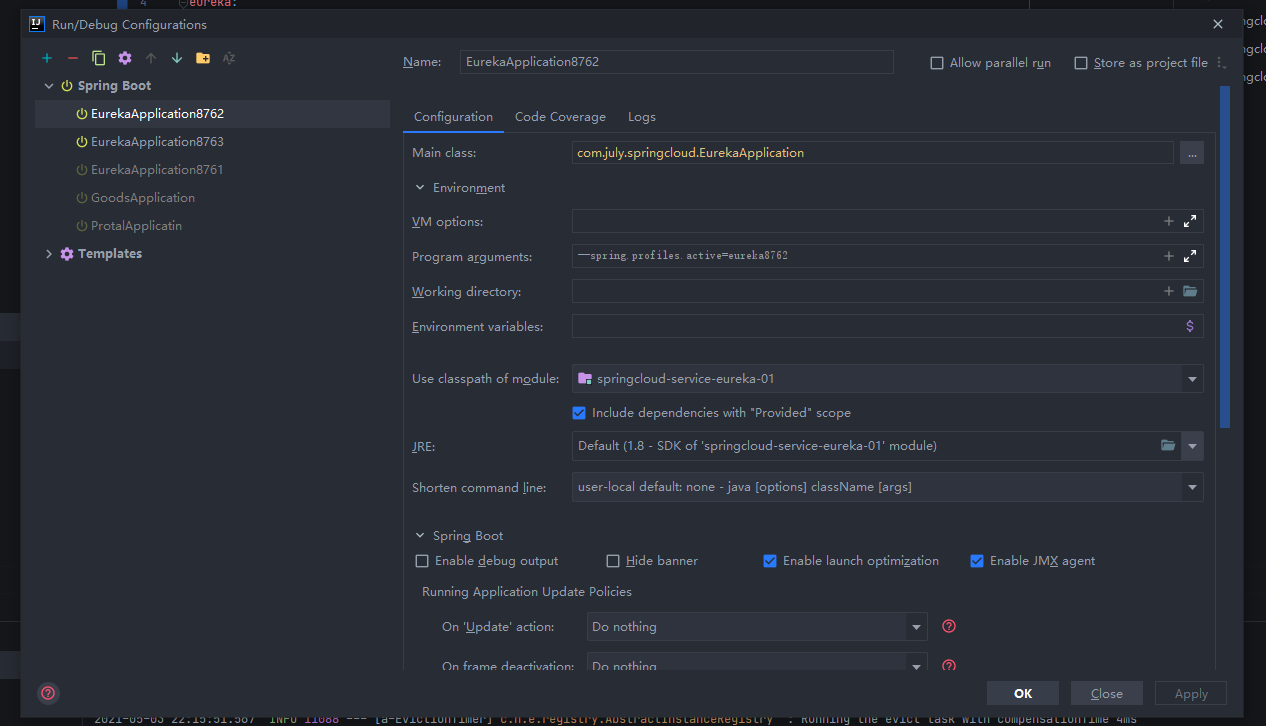 4 eureka:
Run/Debug Configurations
Spring Boot
EurekaApplication8762
EurekaApplication8763
EurekaApplication8761
GoodsApplication
ProtalApplicatin
Templates
Name: EurekaApplication8762
Allow parallel run
Store as project file
Configuration Code Coverage Logs
Main class: com.july.springcloud.EurekaApplication ...
Environment
VM options:
Program arguments: --spring.profiles.active=eureka8762
Working directory:
Environment variables: $
Use classpath of module: springcloud-service-eureka-01
Include dependencies with "Provided" scope
JRE: Default (1.8 - SDK of 'springcloud-service-eureka-01' module)
Shorten command line: user-local default: none - java [options] className [args]
Spring Boot
Enable debug output Hide banner Enable launch optimization Enable JMX agent
Running Application Update Policies
On 'Update' action: Do nothing
On frame deactivation: Do nothing
OK Close Apply
2021-05-03 22:15:51.567 INFO 11088 --- [a-EvictionTimer] c.n.e.registry.AbstractInstanceRegistry : Running the evict task with compensationTime 4ms